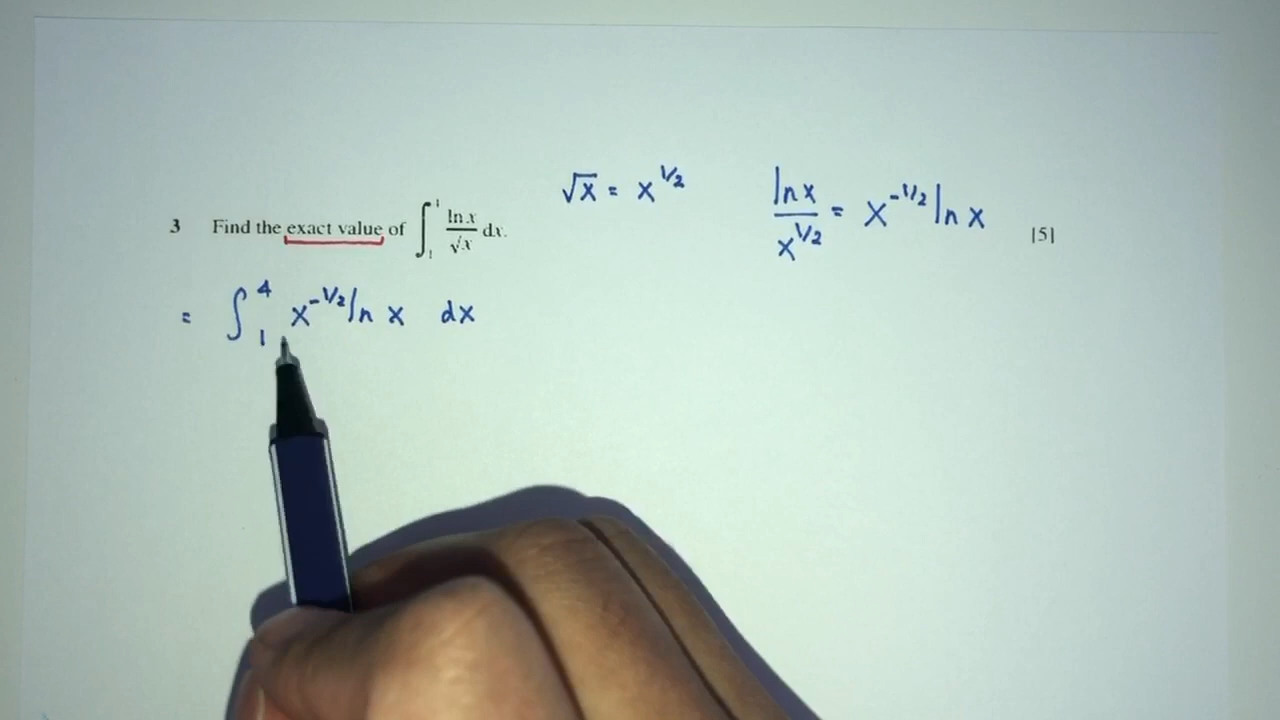 √x = x^1/2
3 Find the exact value of ∫₁⁴ ln x / √x dx. ln x / x^1/2 = x^-1/2 ln x [5]
= ∫₁⁴ x^-1/2 ln x dx